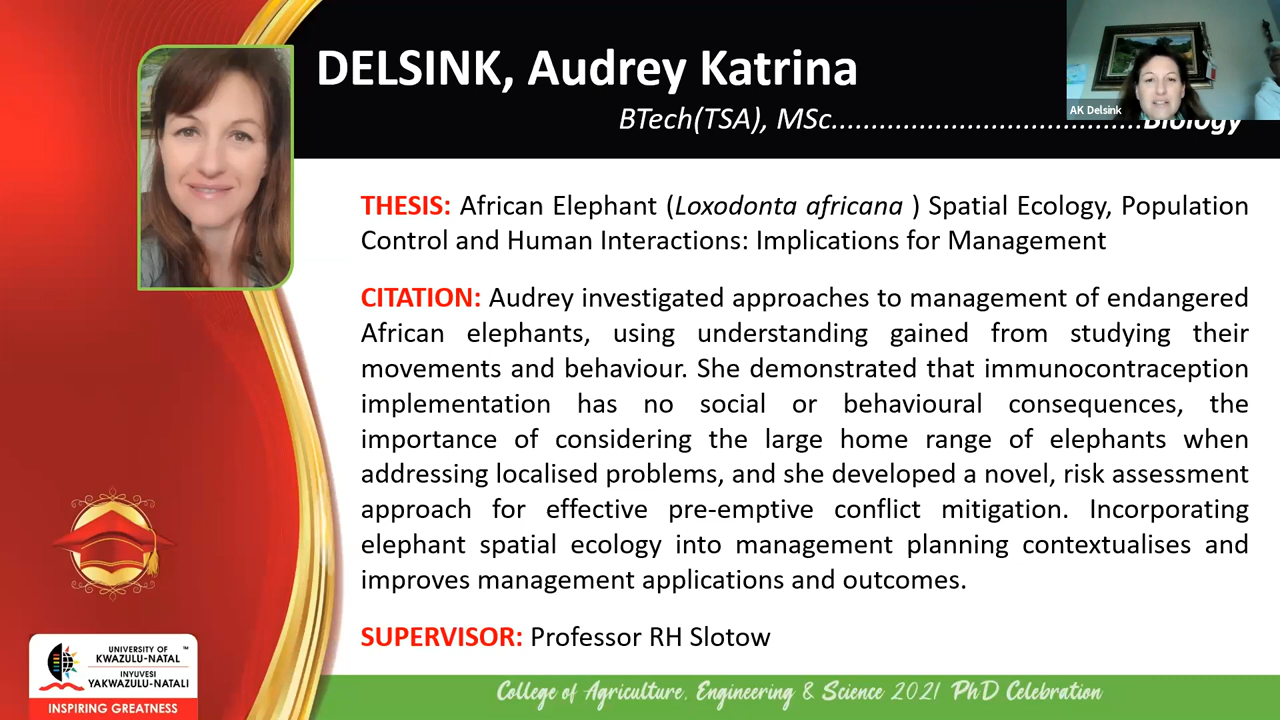 DELSINK, Audrey Katrina
AK Delsink
BTech(TSA), MSc.......................................Biology
THESIS: African Elephant (Loxodonta africana ) Spatial Ecology, Population
Control and Human Interactions: Implications for Management
CITATION: Audrey investigated approaches to management of endangered
African elephants, using understanding gained from studying their
movements and behaviour. She demonstrated that immunocontraception
implementation has no social or behavioural consequences, the
importance of considering the large home range of elephants when
addressing localised problems, and she developed a novel, risk assessment
approach for effective pre-emptive conflict mitigation. Incorporating
elephant spatial ecology into management planning contextualises and
improves management applications and outcomes.
SUPERVISOR: Professor RH Slotow
UNIVERSITY OF ™
KWAZULU-NATAL
INYUVESI
YAKWAZULU-NATALI
INSPIRING GREATNESS
College of Agriculture, Engineering & Science 2021 PhD Celebration